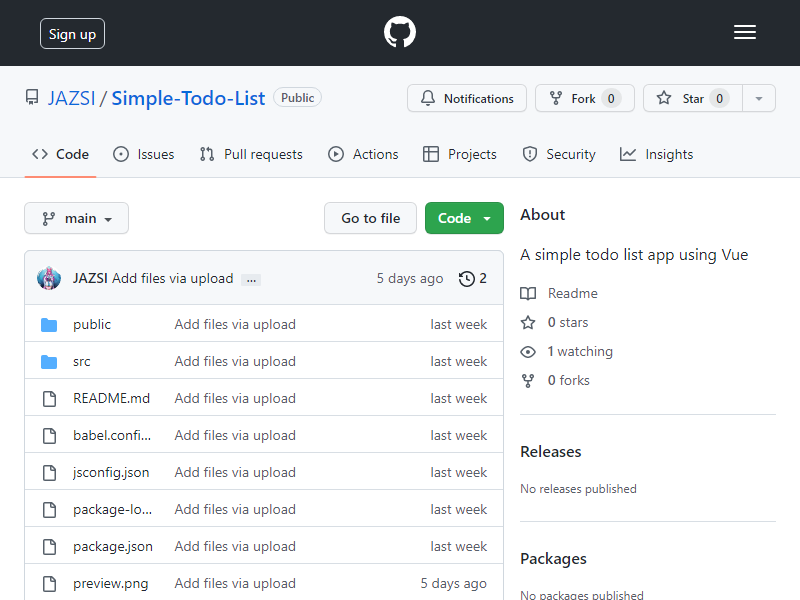 Sign up
JAZSI / Simple-Todo-List Public
Notifications Fork 0 Star 0
Code Issues Pull requests Actions Projects Security Insights
main Go to file Code
JAZSI Add files via upload ... 5 days ago 2
public Add files via upload last week
src Add files via upload last week
README.md Add files via upload last week
babel.confi... Add files via upload last week
jsconfig.json Add files via upload last week
package-lo... Add files via upload last week
package.json Add files via upload last week
preview.png Add files via upload 5 days ago
About
A simple todo list app using Vue
Readme
0 stars
1 watching
0 forks
Releases
No releases published
Packages
No packages published